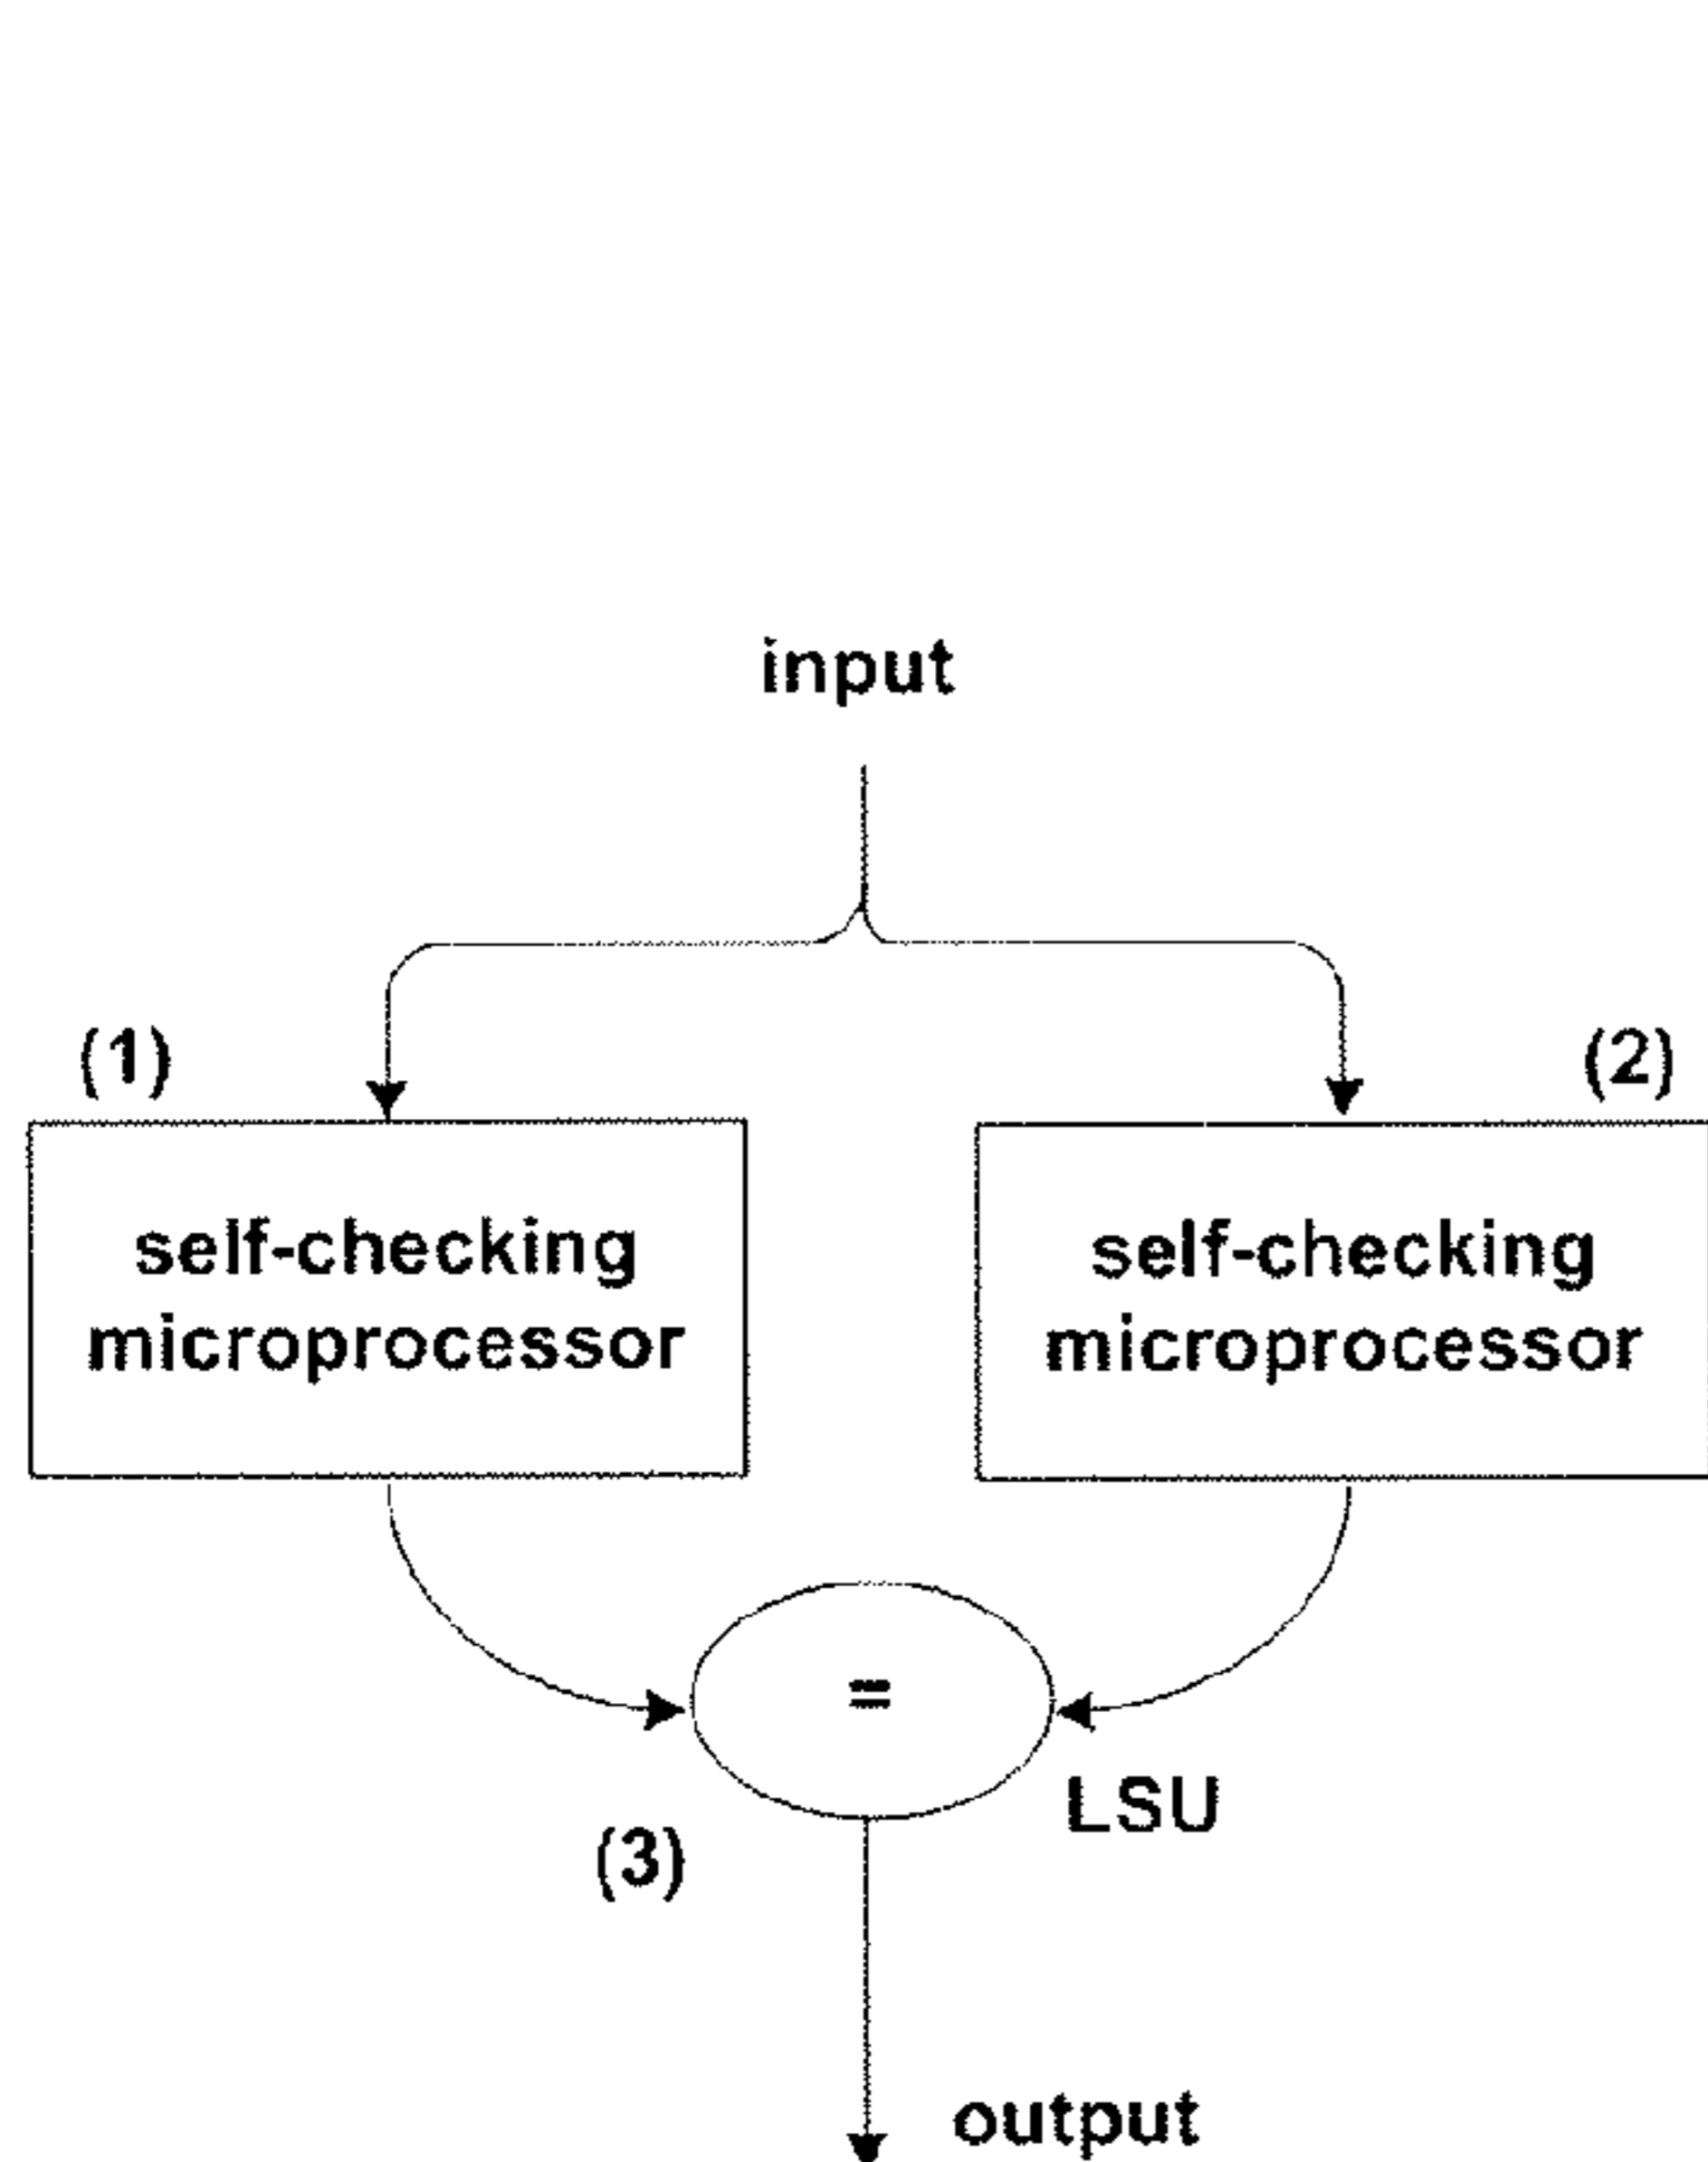 input
(1)
(2)
self-checking
microprocessor
self-checking
microprocessor
=
LSU
(3)
output